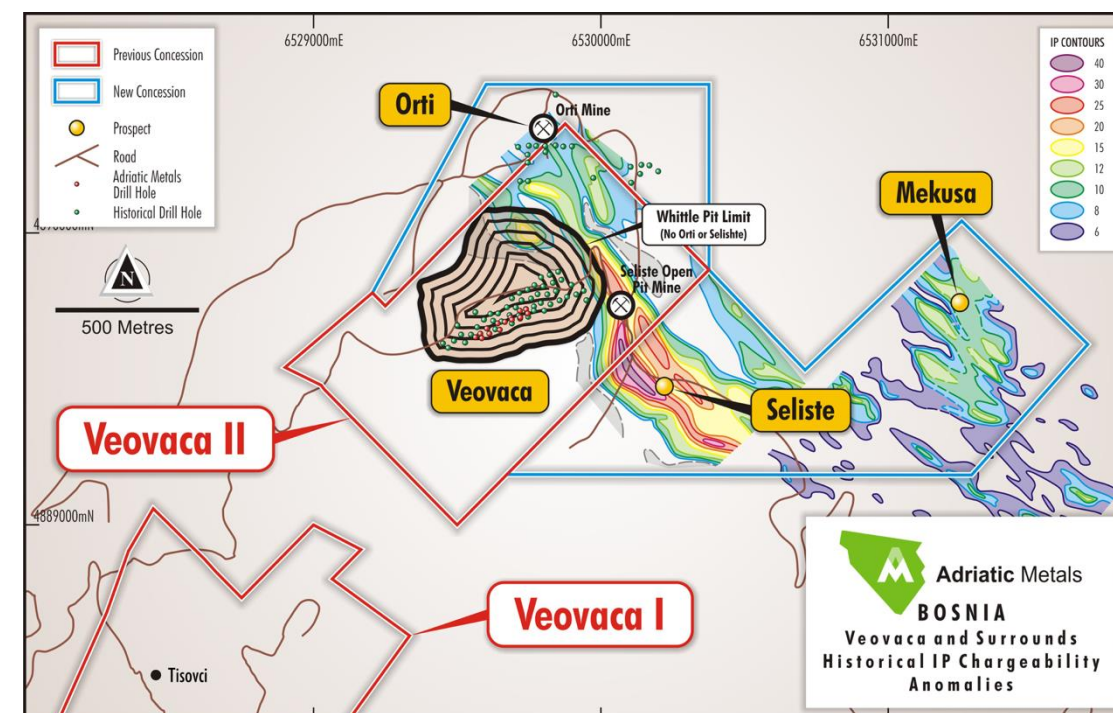 6529000mE
6530000mE
6531000mE
Previous Concession
New Concession
Prospect
Road
Adriatic Metals
Drill Hole
Historical Drill Hole
IP CONTOURS
40
30
25
20
15
12
10
8
6
Orti
Orti Mine
Mekusa
Whittle Pit Limit
(No Orti or Selishte)
Seliste Open
Pit Mine
N
500 Metres
Veovaca
Seliste
Veovaca II
4889000mN
Veovaca I
Tisovci
Adriatic Metals
BOSNIA
Veovaca and Surrounds
Historical IP Chargeability
Anomalies